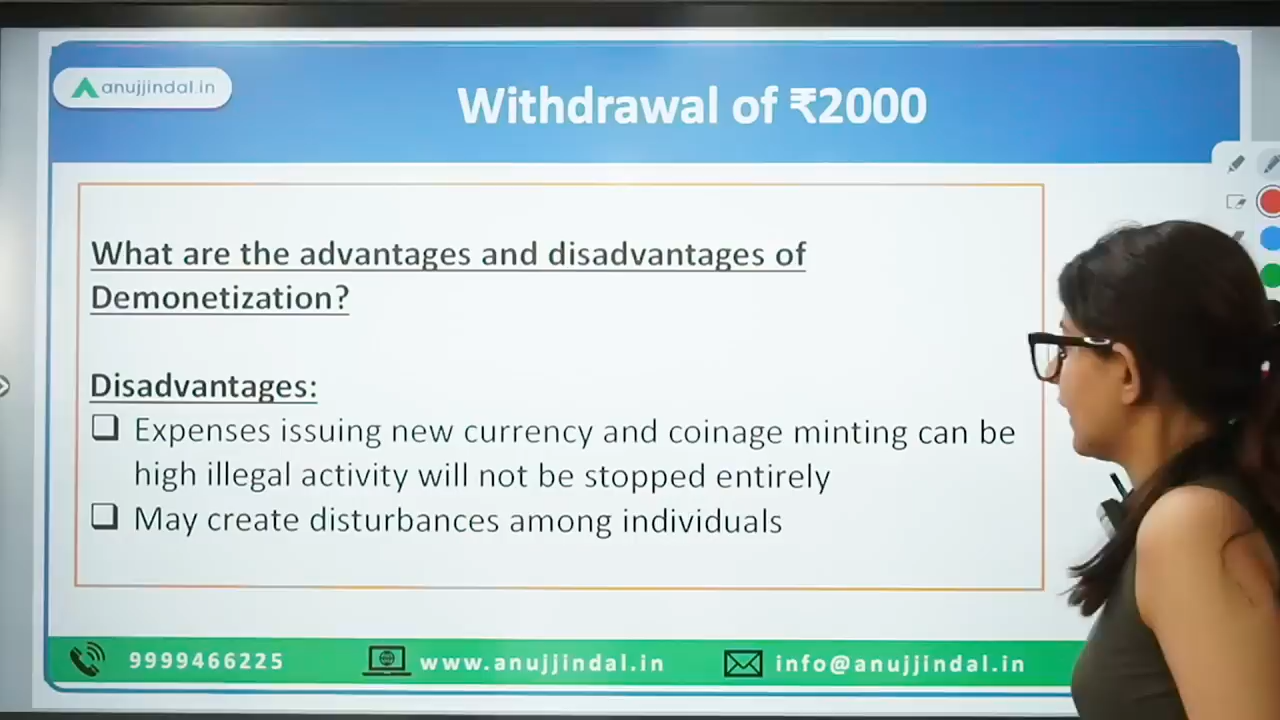 anujjindal.in
Withdrawal of ₹2000
What are the advantages and disadvantages of
Demonetization?
Disadvantages:
Expenses issuing new currency and coinage minting can be
high illegal activity will not be stopped entirely
May create disturbances among individuals
9999466225
www.anujjindal.in
info@anujjindal.in